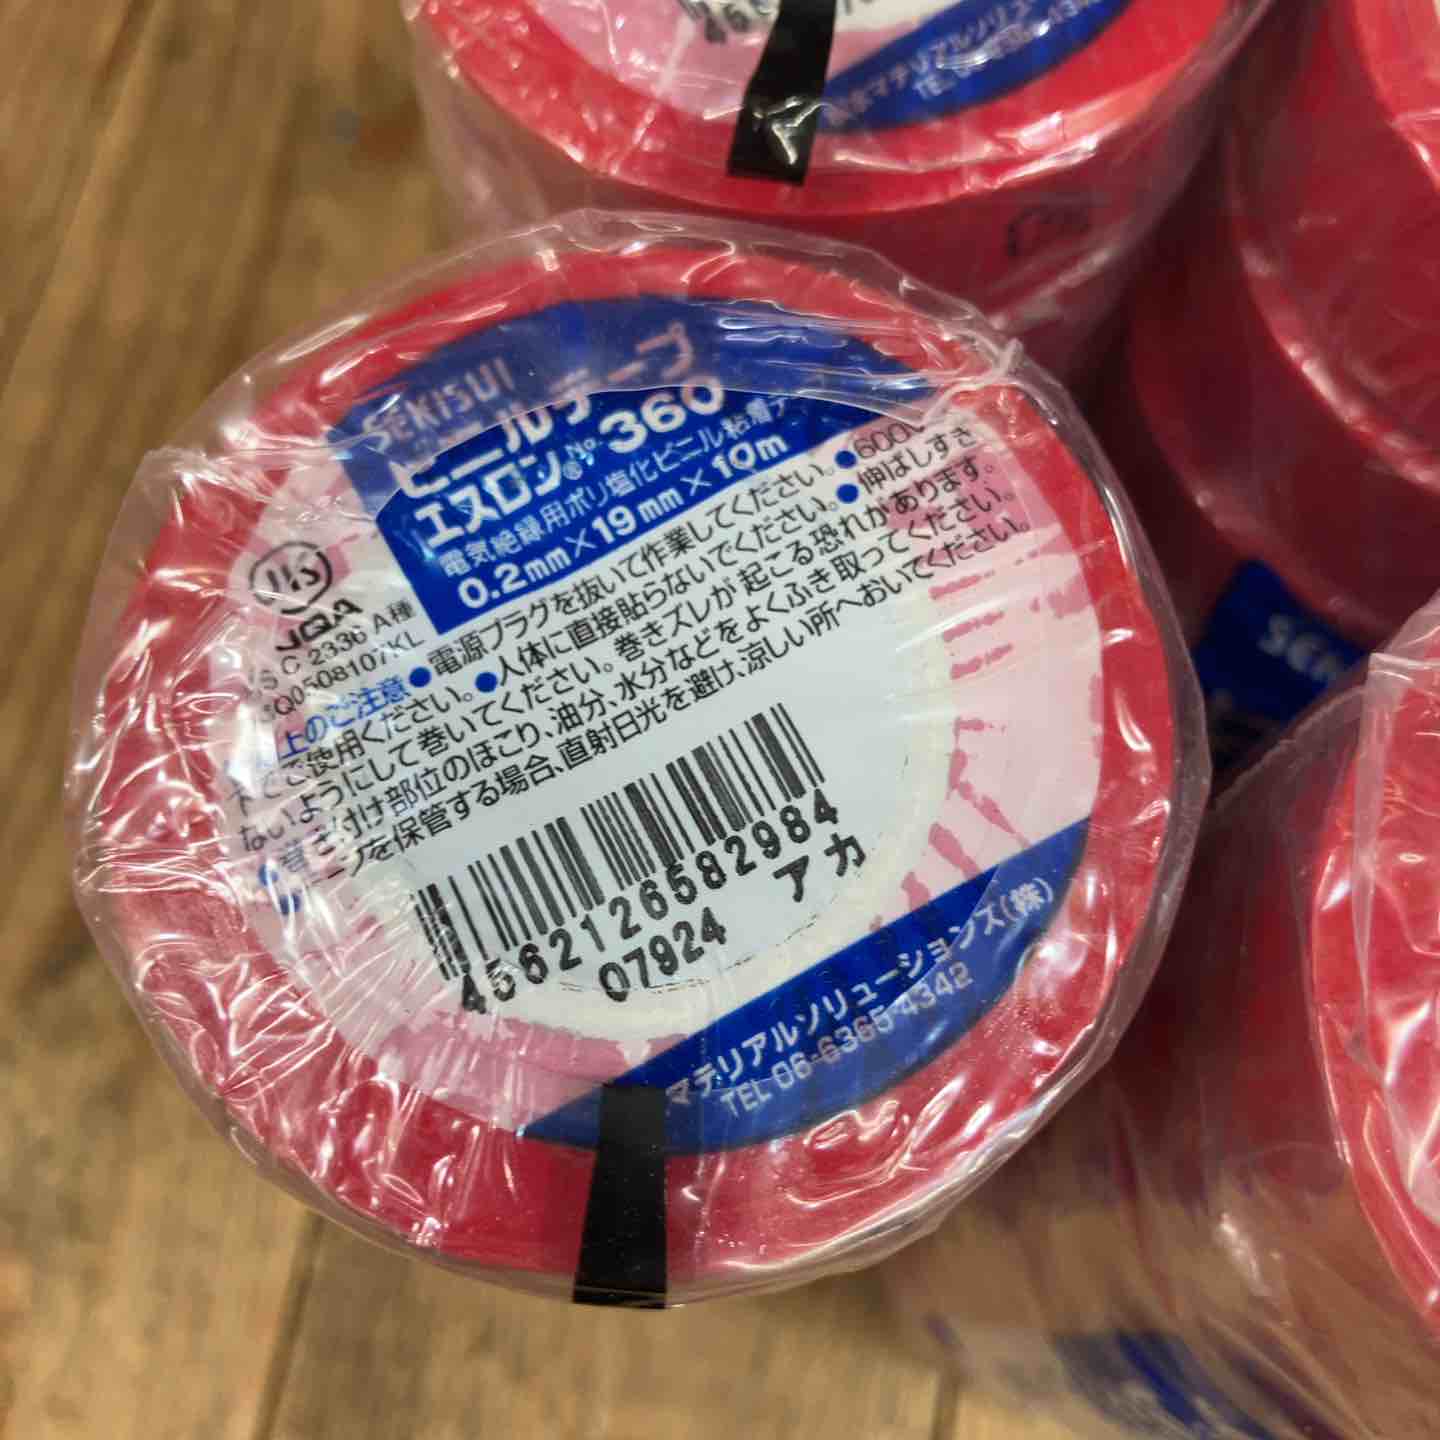 マテリアルソリュー
TEL
SEKISUI
ビニルテープ
エスロン® No. 360
電気絶縁用ポリ塩化ビニル粘着テ
0.2mm×19mm×10m
JIS
JQA
JIS C 2336 A種
JQ0508107KL
上のご注意 ●電源プラグを抜いて作業してください。 ●600V
下でご使用ください。 ●人体に直接貼らないでください。 ●伸ばしすぎ
ないようにして巻いてください。巻きズレが起こる恐れがあります。
●巻き付け部位のほこり、油分、水分などをよくふき取ってください。
テープを保管する場合、直射日光を避け、涼しい所へおいてください。
4562126582984
07924 アカ
マテリアルソリューションズ(株)
TEL 06-6365-4342